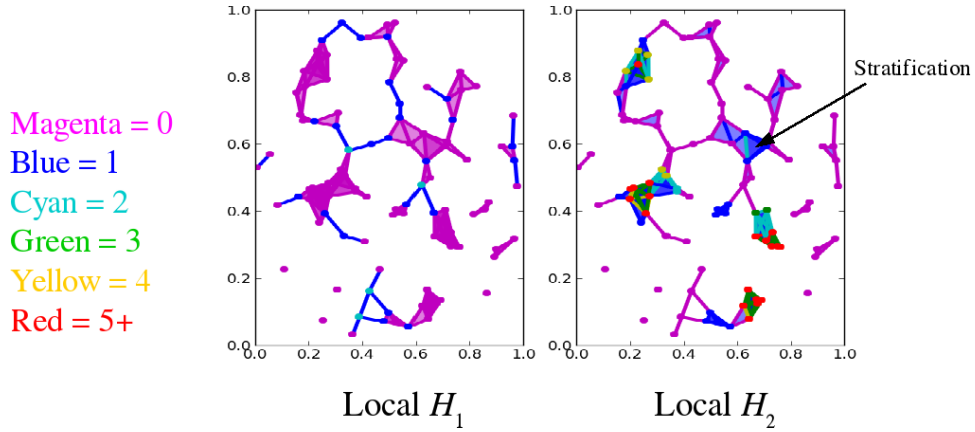 Magenta = 0
Blue = 1
Cyan = 2
Green = 3
Yellow = 4
Red = 5+
1.0
0.8
0.6
0.4
0.2
0.0
0.0 0.2 0.4 0.6 0.8 1.0
Local H₁
1.0
0.8
0.6
0.4
0.2
0.0
0.0 0.2 0.4 0.6 0.8 1.0
Local H₂
Stratification